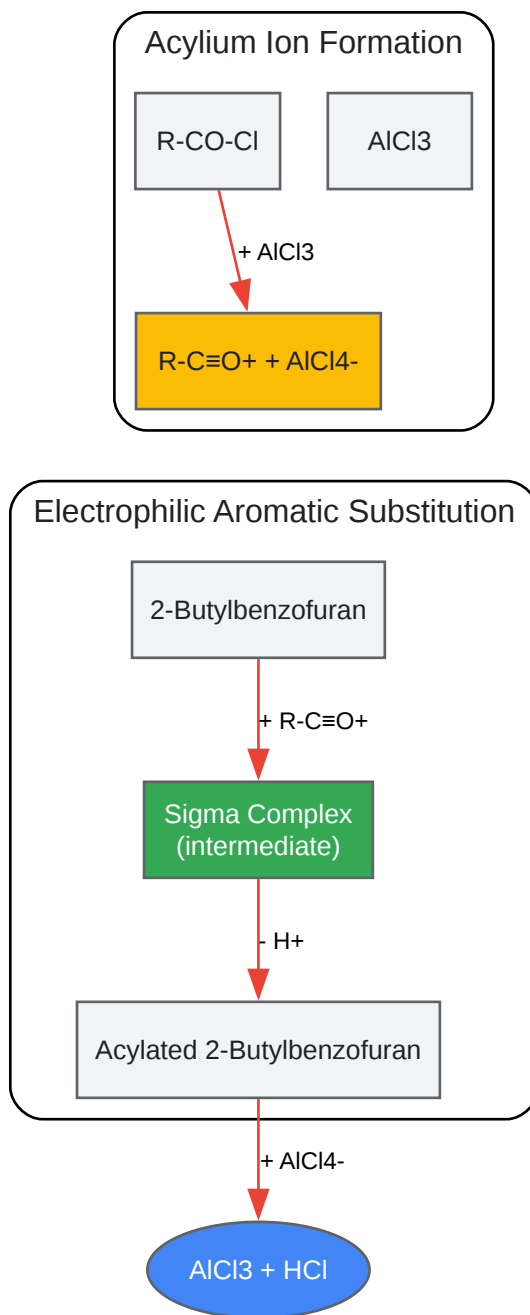 Acylium Ion Formation
R-CO-Cl
AlCl3
+ AlCl3
R-C≡O+ + AlCl4-
Electrophilic Aromatic Substitution
2-Butylbenzofuran
+ R-C≡O+
Sigma Complex
(intermediate)
- H+
Acylated 2-Butylbenzofuran
+ AlCl4-
AlCl3 + HCl